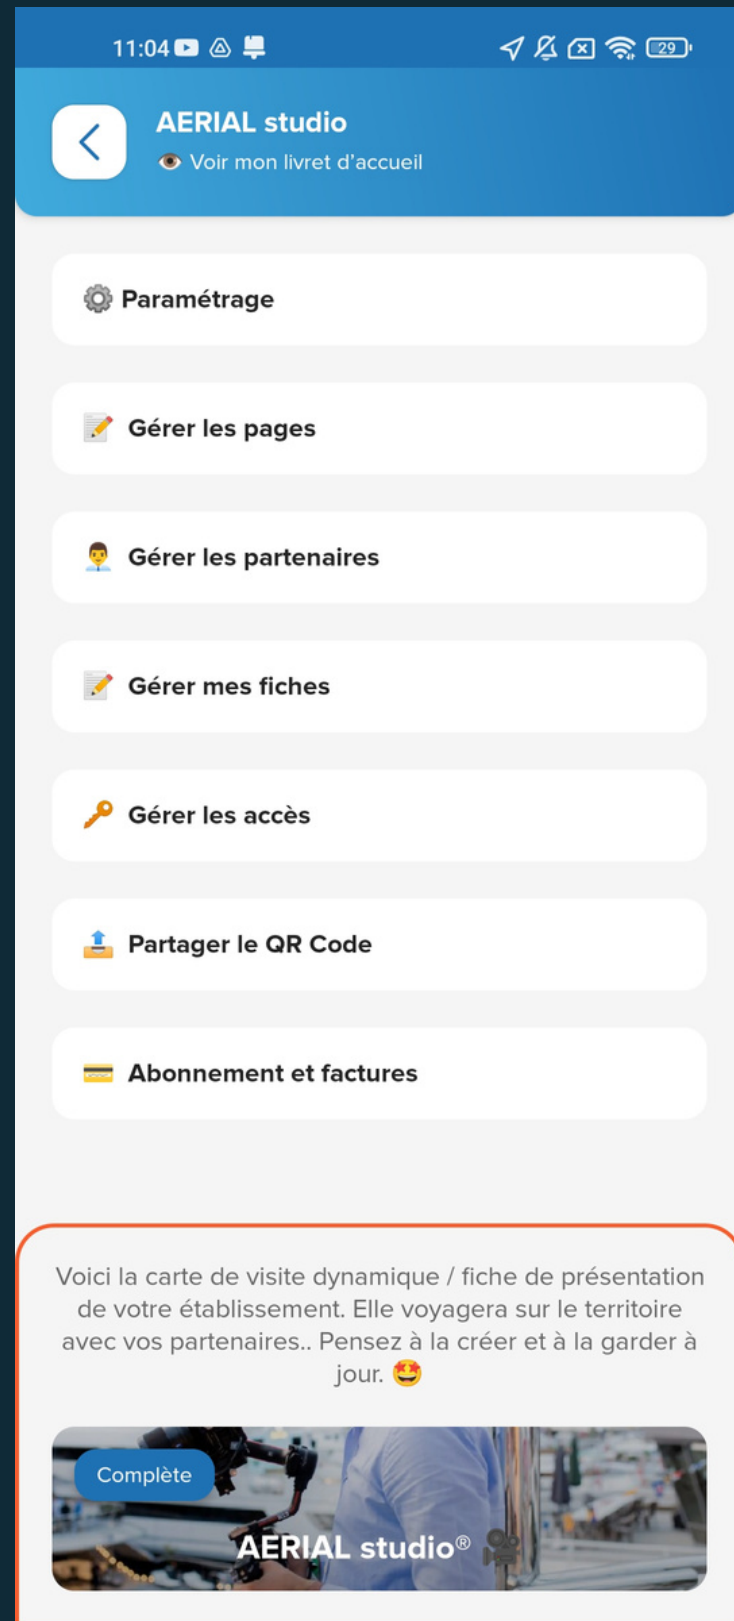 11:04
29
AERIAL studio
👁️ Voir mon livret d'accueil
⚙️ Paramétrage
📝 Gérer les pages
👨‍💼 Gérer les partenaires
📝 Gérer mes fiches
🔑 Gérer les accès
📤 Partager le QR Code
💳 Abonnement et factures
Voici la carte de visite dynamique / fiche de présentation
de votre établissement. Elle voyagera sur le territoire
avec vos partenaires.. Pensez à la créer et à la garder à
jour. 🤩
Complète
AERIAL studio® 🎥